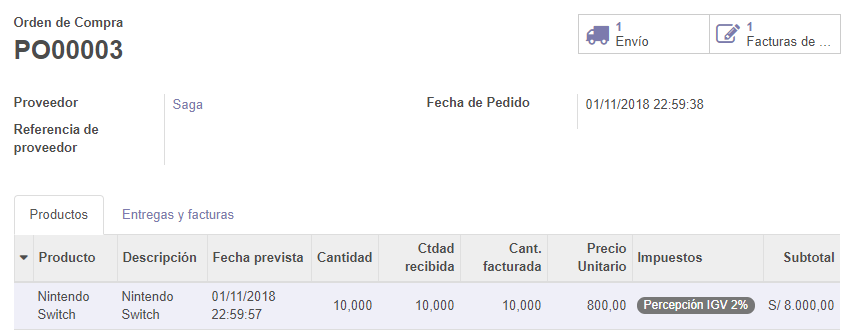 Orden de Compra
PO00003
1
Envío
1
Facturas de ...
Proveedor
Saga
Fecha de Pedido
01/11/2018 22:59:38
Referencia de
proveedor
Productos
Entregas y facturas
Producto
Descripción
Fecha prevista
Cantidad
Ctdad
recibida
Cant.
facturada
Precio
Unitario
Impuestos
Subtotal
Nintendo
Switch
Nintendo
Switch
01/11/2018
22:59:57
10,000
10,000
10,000
800,00
Percepción IGV 2%
S/ 8.000,00